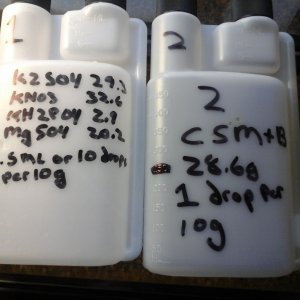 1
K2SO4 29.2
KNO3 32.6
KH2PO4 2.9
MgSO4 20.2
.5mL or 10 drops
per 10g
2
2
CSM+B
28.6g
1 drop per
10g